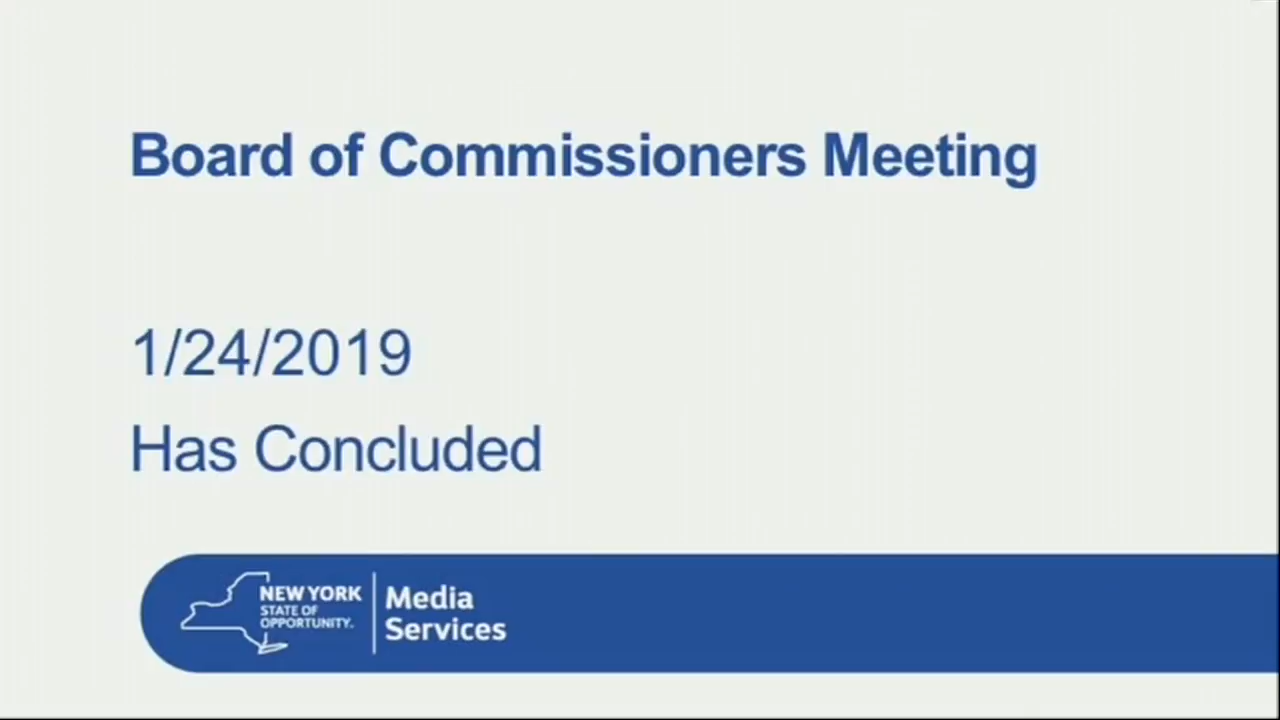 Board of Commissioners Meeting
1/24/2019
Has Concluded
NEW YORK
STATE OF
OPPORTUNITY.
Media
Services